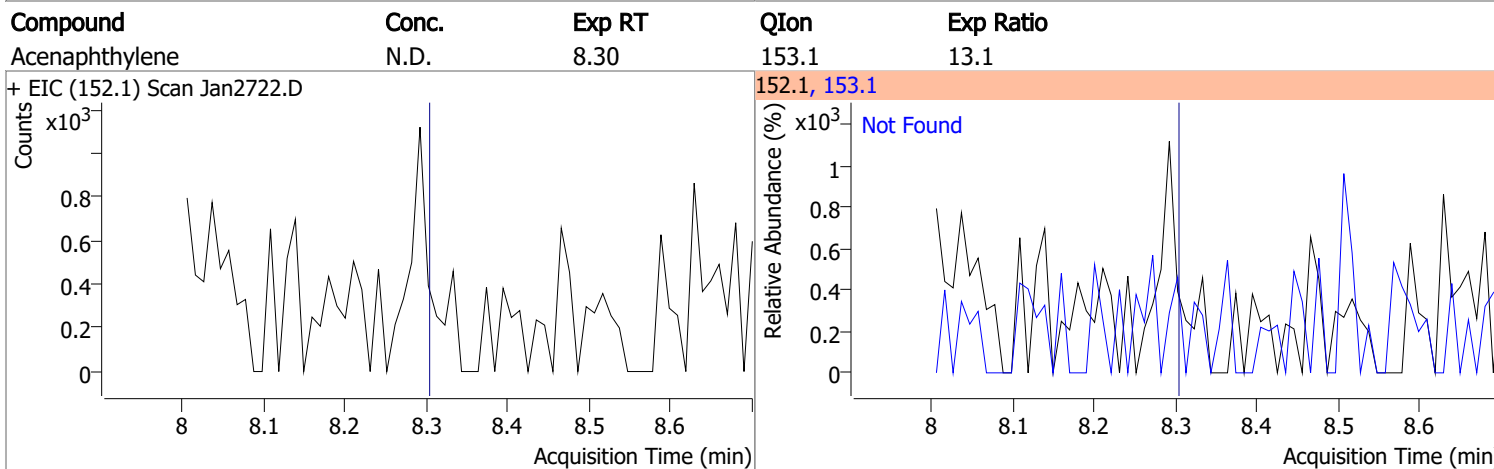 Compound Conc. Exp RT QIon Exp Ratio
Acenaphthylene N.D. 8.30 153.1 13.1
+ EIC (152.1) Scan Jan2722.D
Counts
x10³
0.8
0.6
0.4
0.2
0
8 8.1 8.2 8.3 8.4 8.5 8.6
Acquisition Time (min)
152.1, 153.1
Relative Abundance (%)
x10³
Not Found
1
0.8
0.6
0.4
0.2
0
8 8.1 8.2 8.3 8.4 8.5 8.6
Acquisition Time (min